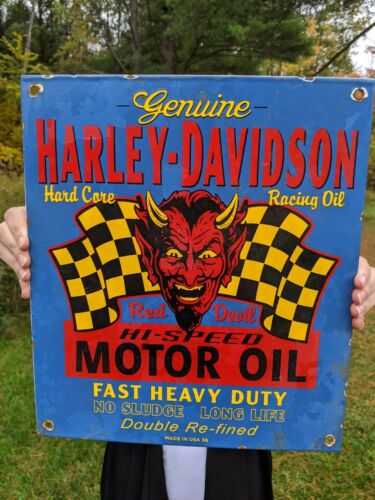 Genuine
HARLEY-DAVIDSON
Hard Core Racing Oil
Red Devil
HI-SPEED
MOTOR OIL
FAST HEAVY DUTY
NO SLUDGE LONG LIFE
Double Re-fined
MADE IN USA 56